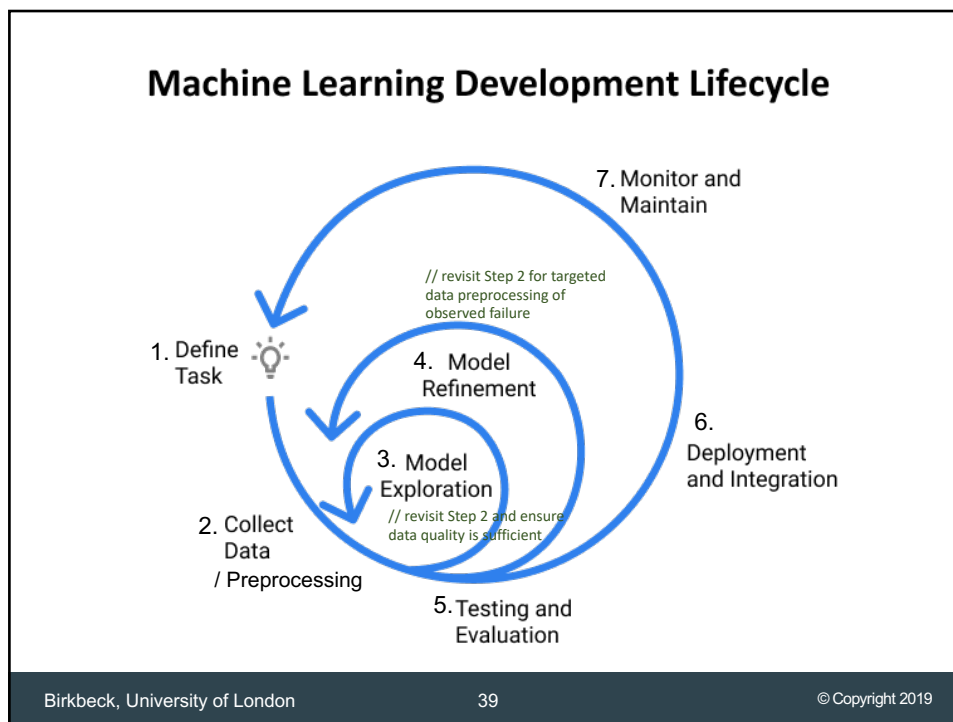 Machine Learning Development Lifecycle
7. Monitor and
Maintain
// revisit Step 2 for targeted
data preprocessing of
observed failure
1. Define
Task
4. Model
Refinement
3. Model
Exploration
// revisit Step 2 and ensure
data quality is sufficient
6.
Deployment
and Integration
2. Collect
Data
/ Preprocessing
5. Testing and
Evaluation
Birkbeck, University of London
39
© Copyright 2019